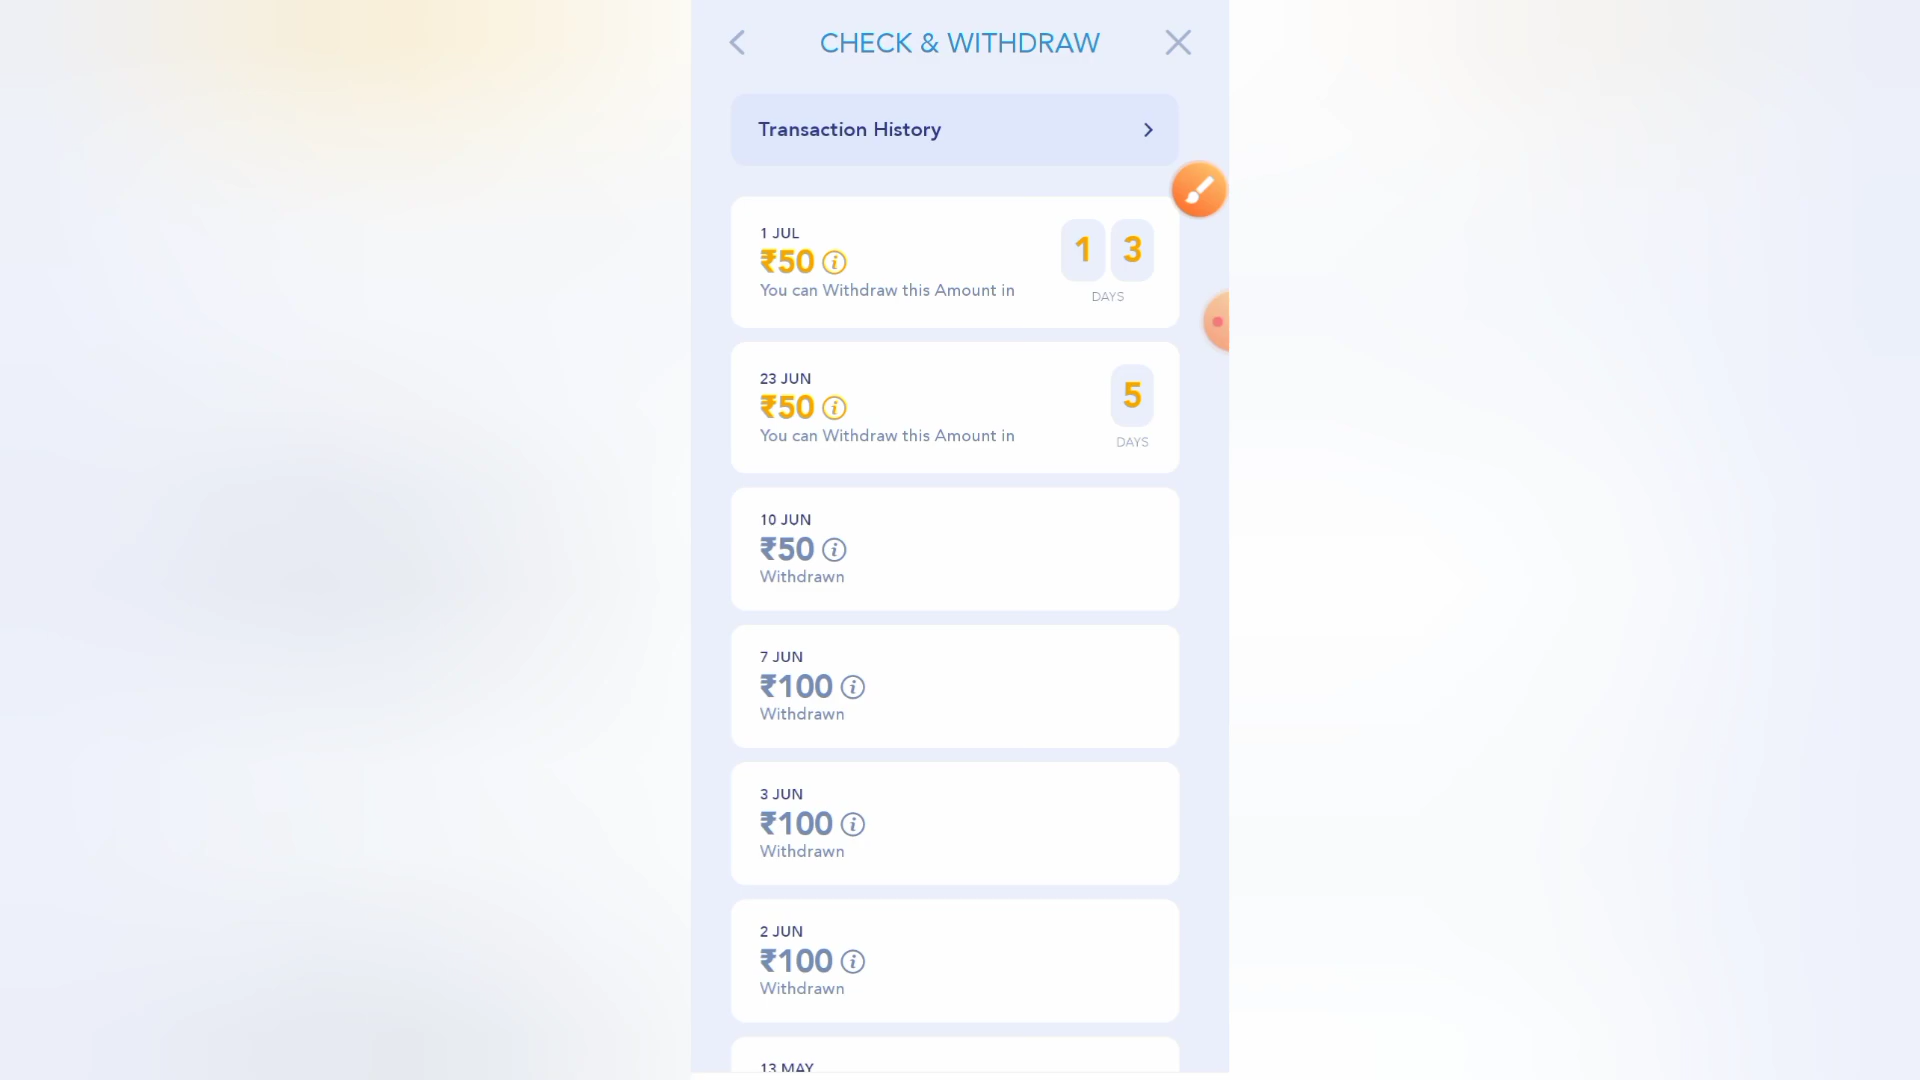 CHECK & WITHDRAW
Transaction History
1 JUL
₹50
You can Withdraw this Amount in
1 3
DAYS
23 JUN
₹50
You can Withdraw this Amount in
5
DAYS
10 JUN
₹50
Withdrawn
7 JUN
₹100
Withdrawn
3 JUN
₹100
Withdrawn
2 JUN
₹100
Withdrawn
13 MAY